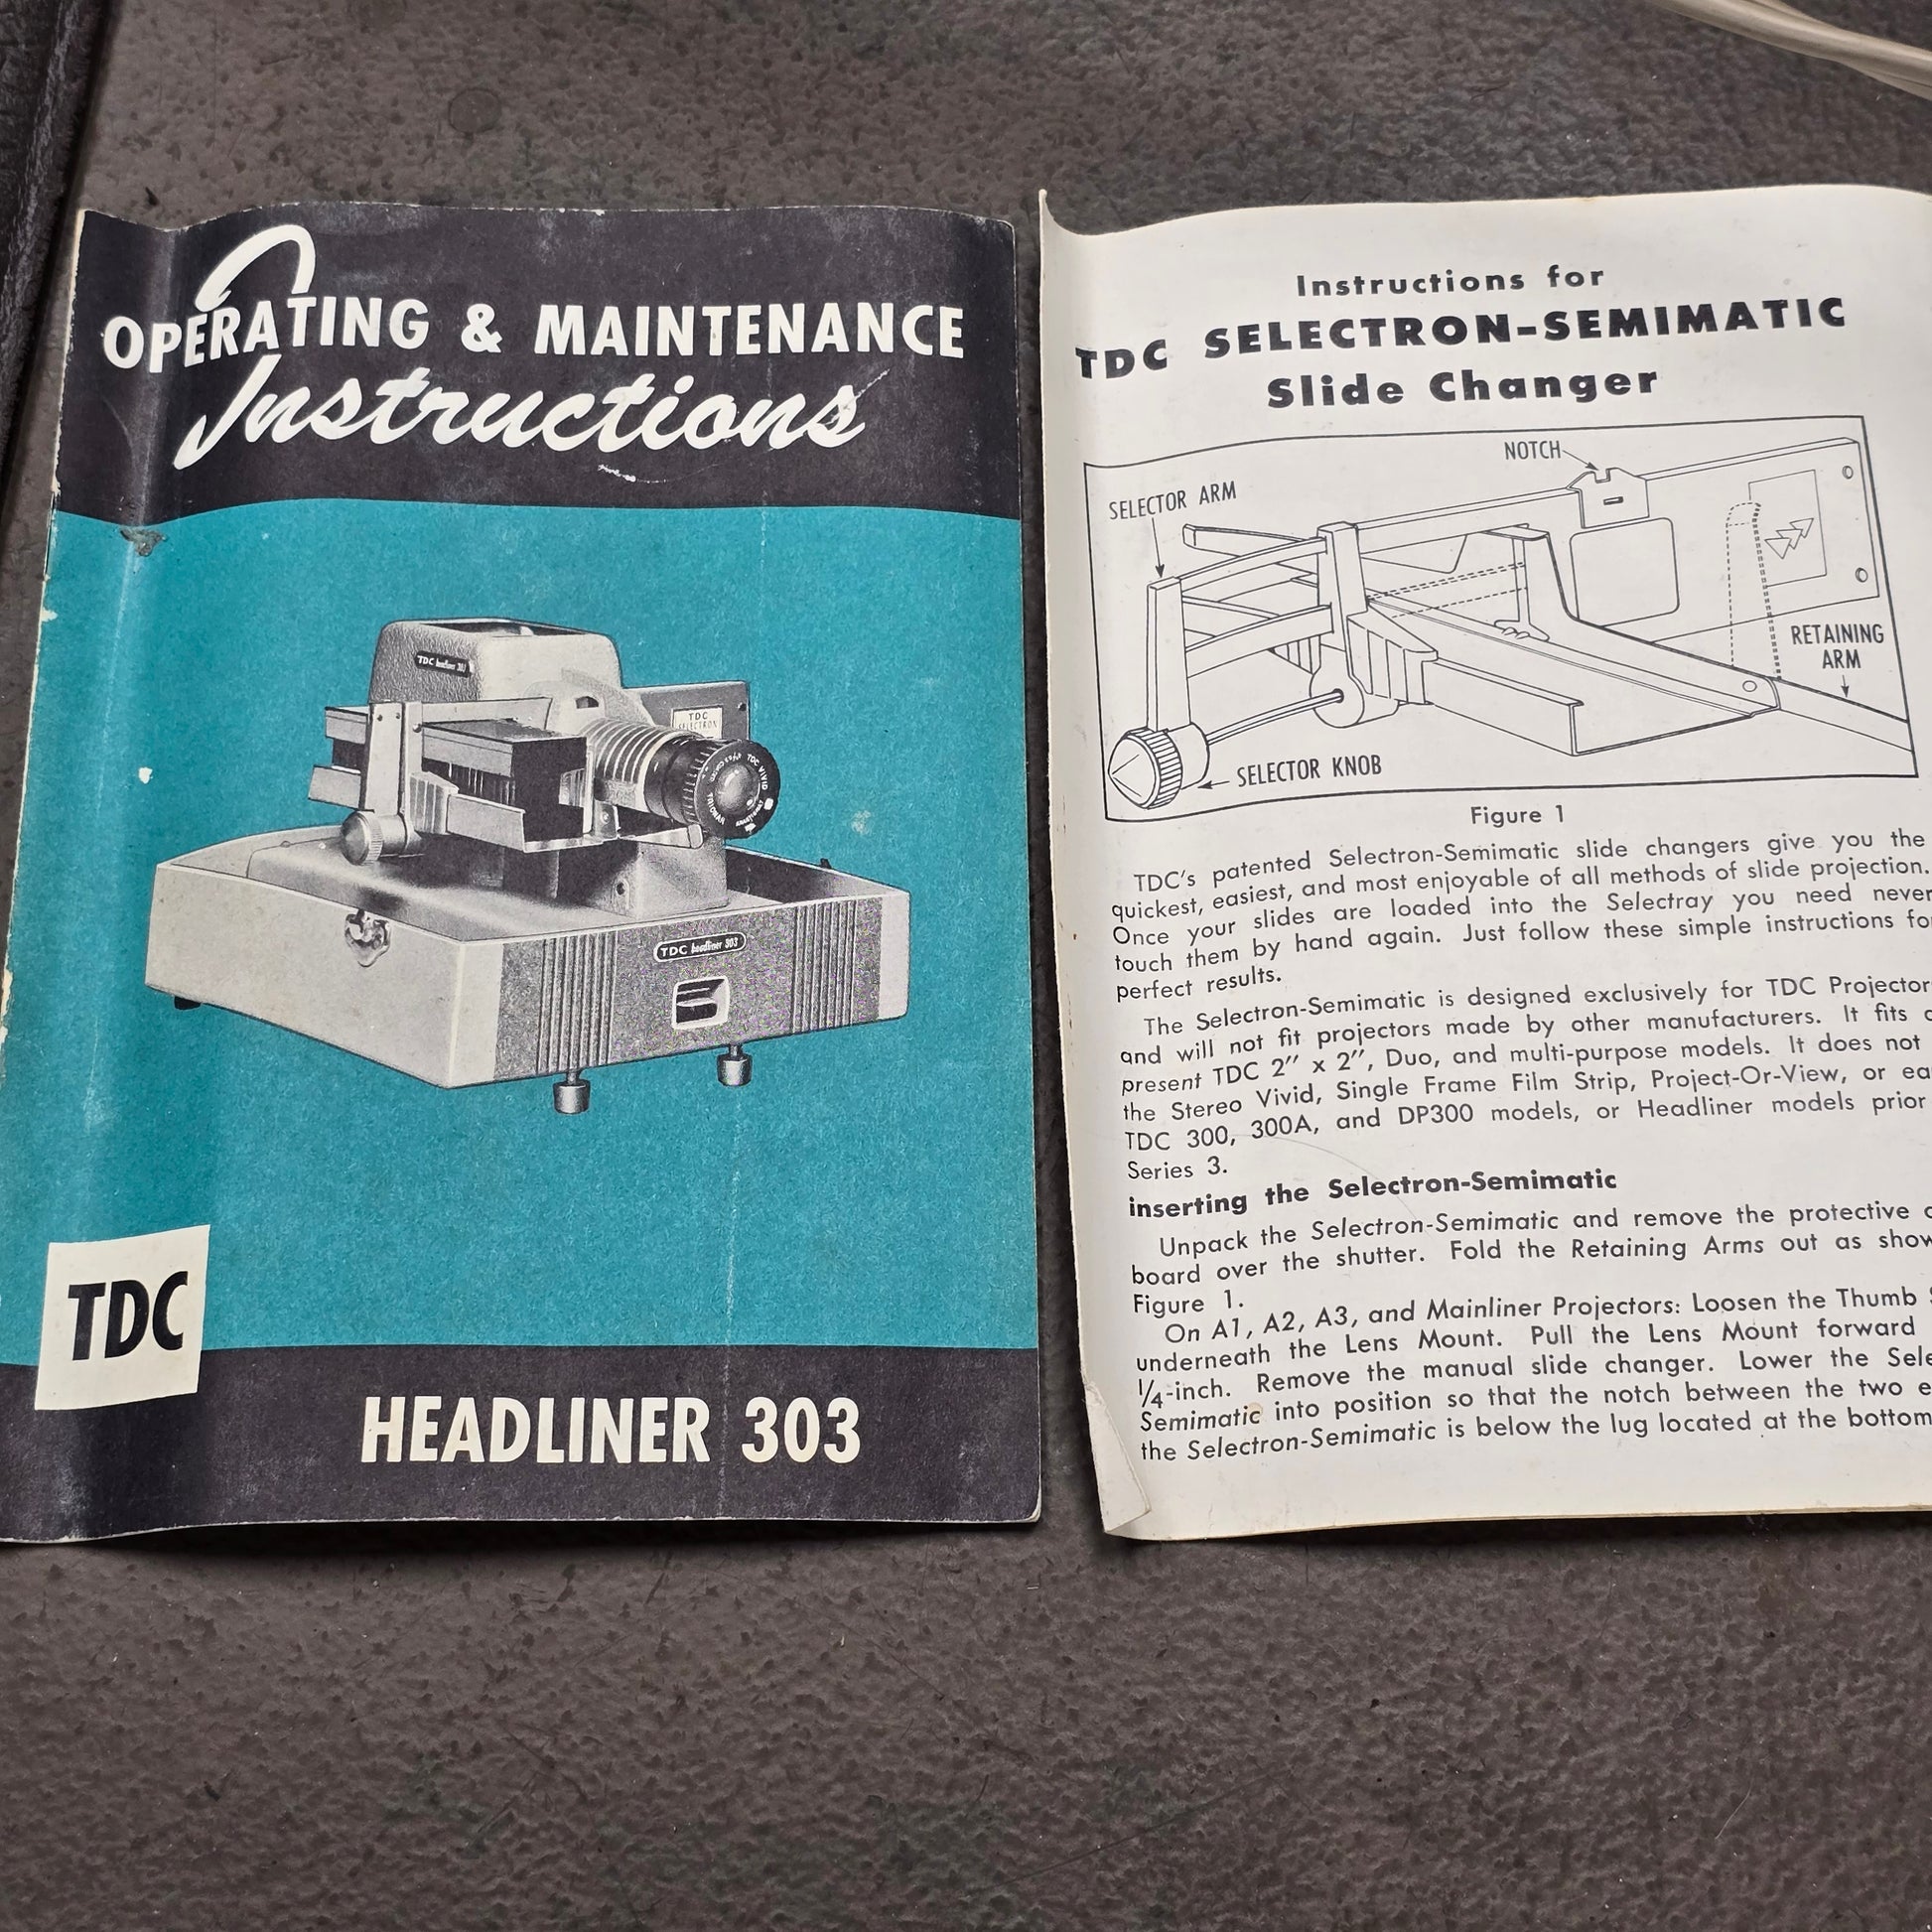 OPERATING & MAINTENANCE
Instructions
TDC headliner 303
TDC
SELECTRON
TDC VIVID
TRIOMAR
TDC headliner 303
TDC
HEADLINER 303
Instructions for
TDC SELECTRON-SEMIMATIC
Slide Changer
NOTCH
SELECTOR ARM
RETAINING
ARM
SELECTOR KNOB
Figure 1
TDC's patented Selectron-Semimatic slide changers give you the
quickest, easiest, and most enjoyable of all methods of slide projection.
Once your slides are loaded into the Selectray you need never
touch them by hand again. Just follow these simple instructions for
perfect results.
The Selectron-Semimatic is designed exclusively for TDC Projector
and will not fit projectors made by other manufacturers. It fits
present TDC 2" x 2", Duo, and multi-purpose models. It does not
the Stereo Vivid, Single Frame Film Strip, Project-Or-View, or ea
TDC 300, 300A, and DP300 models, or Headliner models prior
Series 3.
inserting the Selectron-Semimatic
Unpack the Selectron-Semimatic and remove the protective
board over the shutter. Fold the Retaining Arms out as show
Figure 1.
On A1, A2, A3, and Mainliner Projectors: Loosen the Thumb
underneath the Lens Mount. Pull the Lens Mount forward
1/4-inch. Remove the manual slide changer. Lower the Sele
Semimatic into position so that the notch between the two e
the Selectron-Semimatic is below the lug located at the bottom